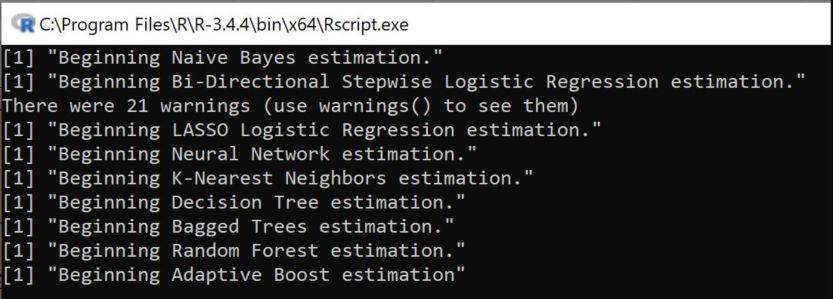 C:\Program Files\R\R-3.4.4\bin\x64\Rscript.exe
[1] "Beginning Naive Bayes estimation."
[1] "Beginning Bi-Directional Stepwise Logistic Regression estimation."
There were 21 warnings (use warnings() to see them)
[1] "Beginning LASSO Logistic Regression estimation."
[1] "Beginning Neural Network estimation."
[1] "Beginning K-Nearest Neighbors estimation."
[1] "Beginning Decision Tree estimation."
[1] "Beginning Bagged Trees estimation."
[1] "Beginning Random Forest estimation."
[1] "Beginning Adaptive Boost estimation"